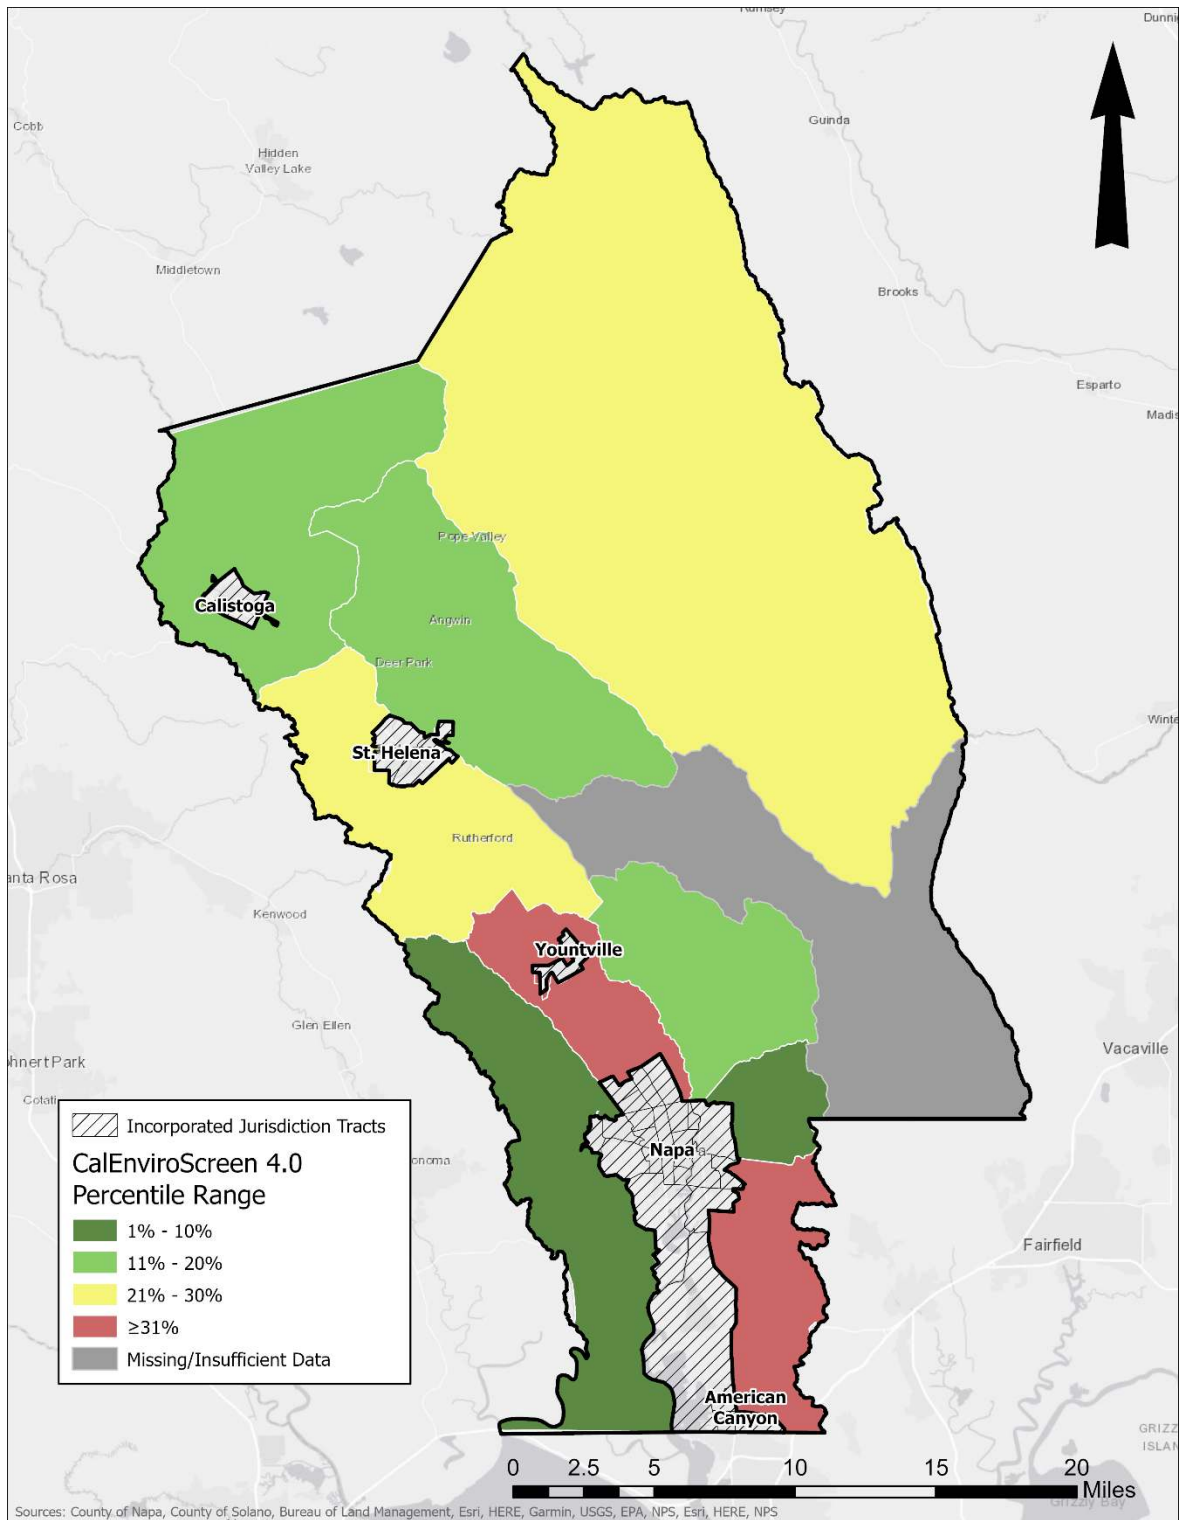 Rumsey
Dunni
Cobb
Guinda
Hidden
Valley Lake
Middletown
Brooks
Esparto
Madis
Pope Valley
Calistoga
Angwin
Deer Park
Winte
St. Helena
Rutherford
anta Rosa
Kenwood
Yountville
Glen Ellen
ohnert Park
Vacaville
Cotati
Incorporated Jurisdiction Tracts
CalEnviroScreen 4.0
Percentile Range
1% - 10%
11% - 20%
21% - 30%
≥31%
Missing/Insufficient Data
onoma
Napa
Fairfield
American
Canyon
GRIZZ
ISLAN
0 2.5 5 10 15 20
Miles
Grizzly Bay
Sources: County of Napa, County of Solano, Bureau of Land Management, Esri, HERE, Garmin, USGS, EPA, NPS, Esri, HERE, NPS